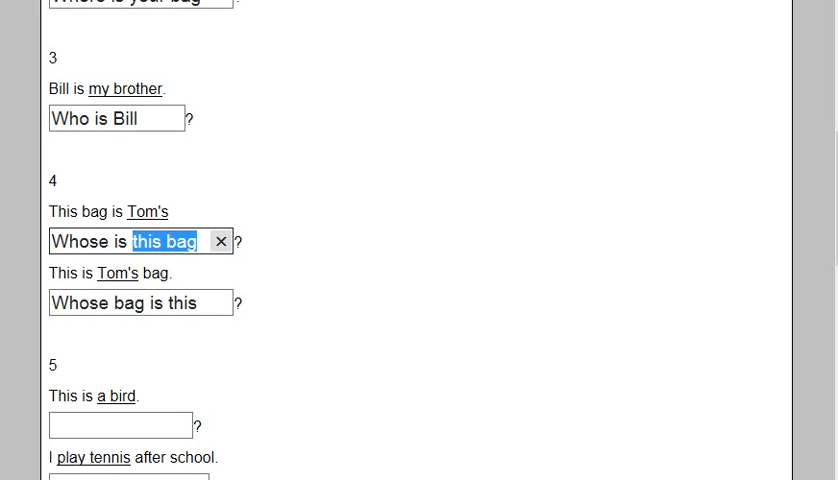 3
Bill is my brother.
Who is Bill ?
4
This bag is Tom's
Whose is this bag ?
This is Tom's bag.
Whose bag is this ?
5
This is a bird.
?
I play tennis after school.